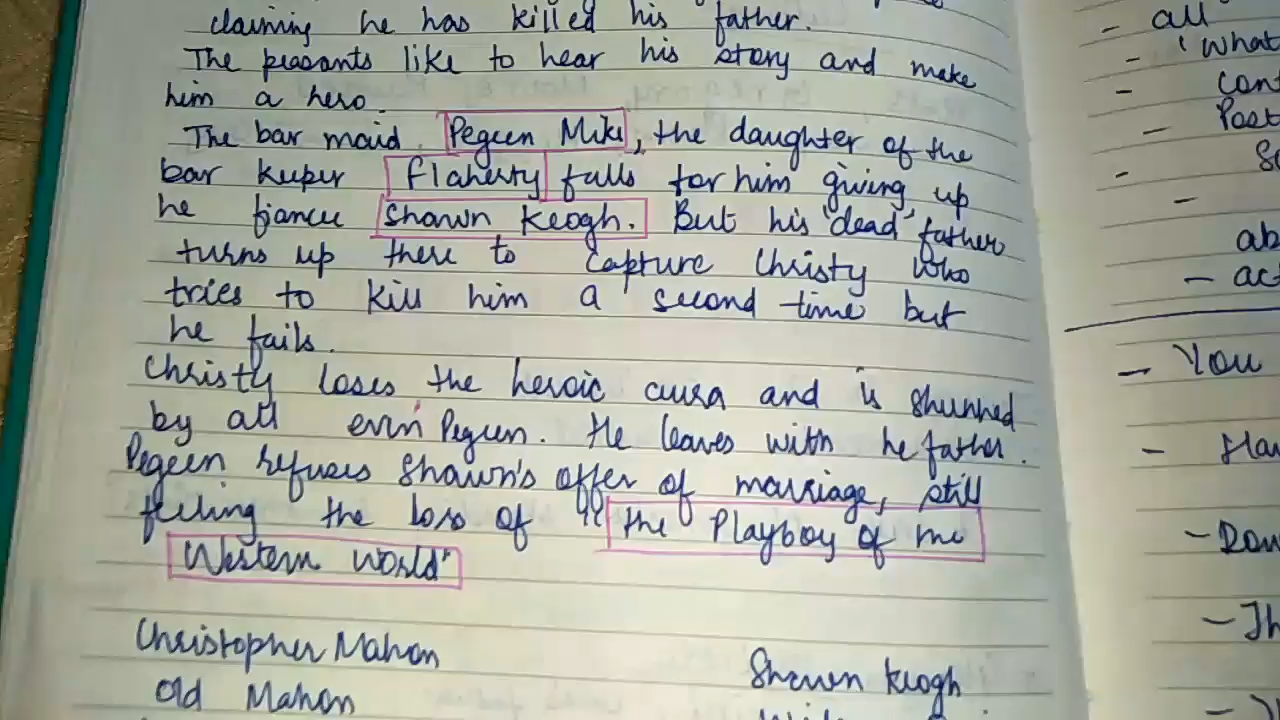 claiming he has killed his father.
The peasants like to hear his story and make
him a hero.
The bar maid Pegeen Mike, the daughter of the
bar keeper Flaherty falls for him giving up
he fiance Shawn Keogh. But his 'dead' father
turns up there to capture Christy who
tries to kill him a second time but
he fails.
Christy loses the heroic aura and is shunned
by all even Pegeen. He leaves with he father.
Pegeen refuses Shawn's offer of marriage, still
feeling the loss of "the Playboy of the
Western World"
Christopher Mahon
Shawn Keogh
Old Mahon
- all
- 'What
-
- Past
-
-
ab
- act
- You
-
-
- Th